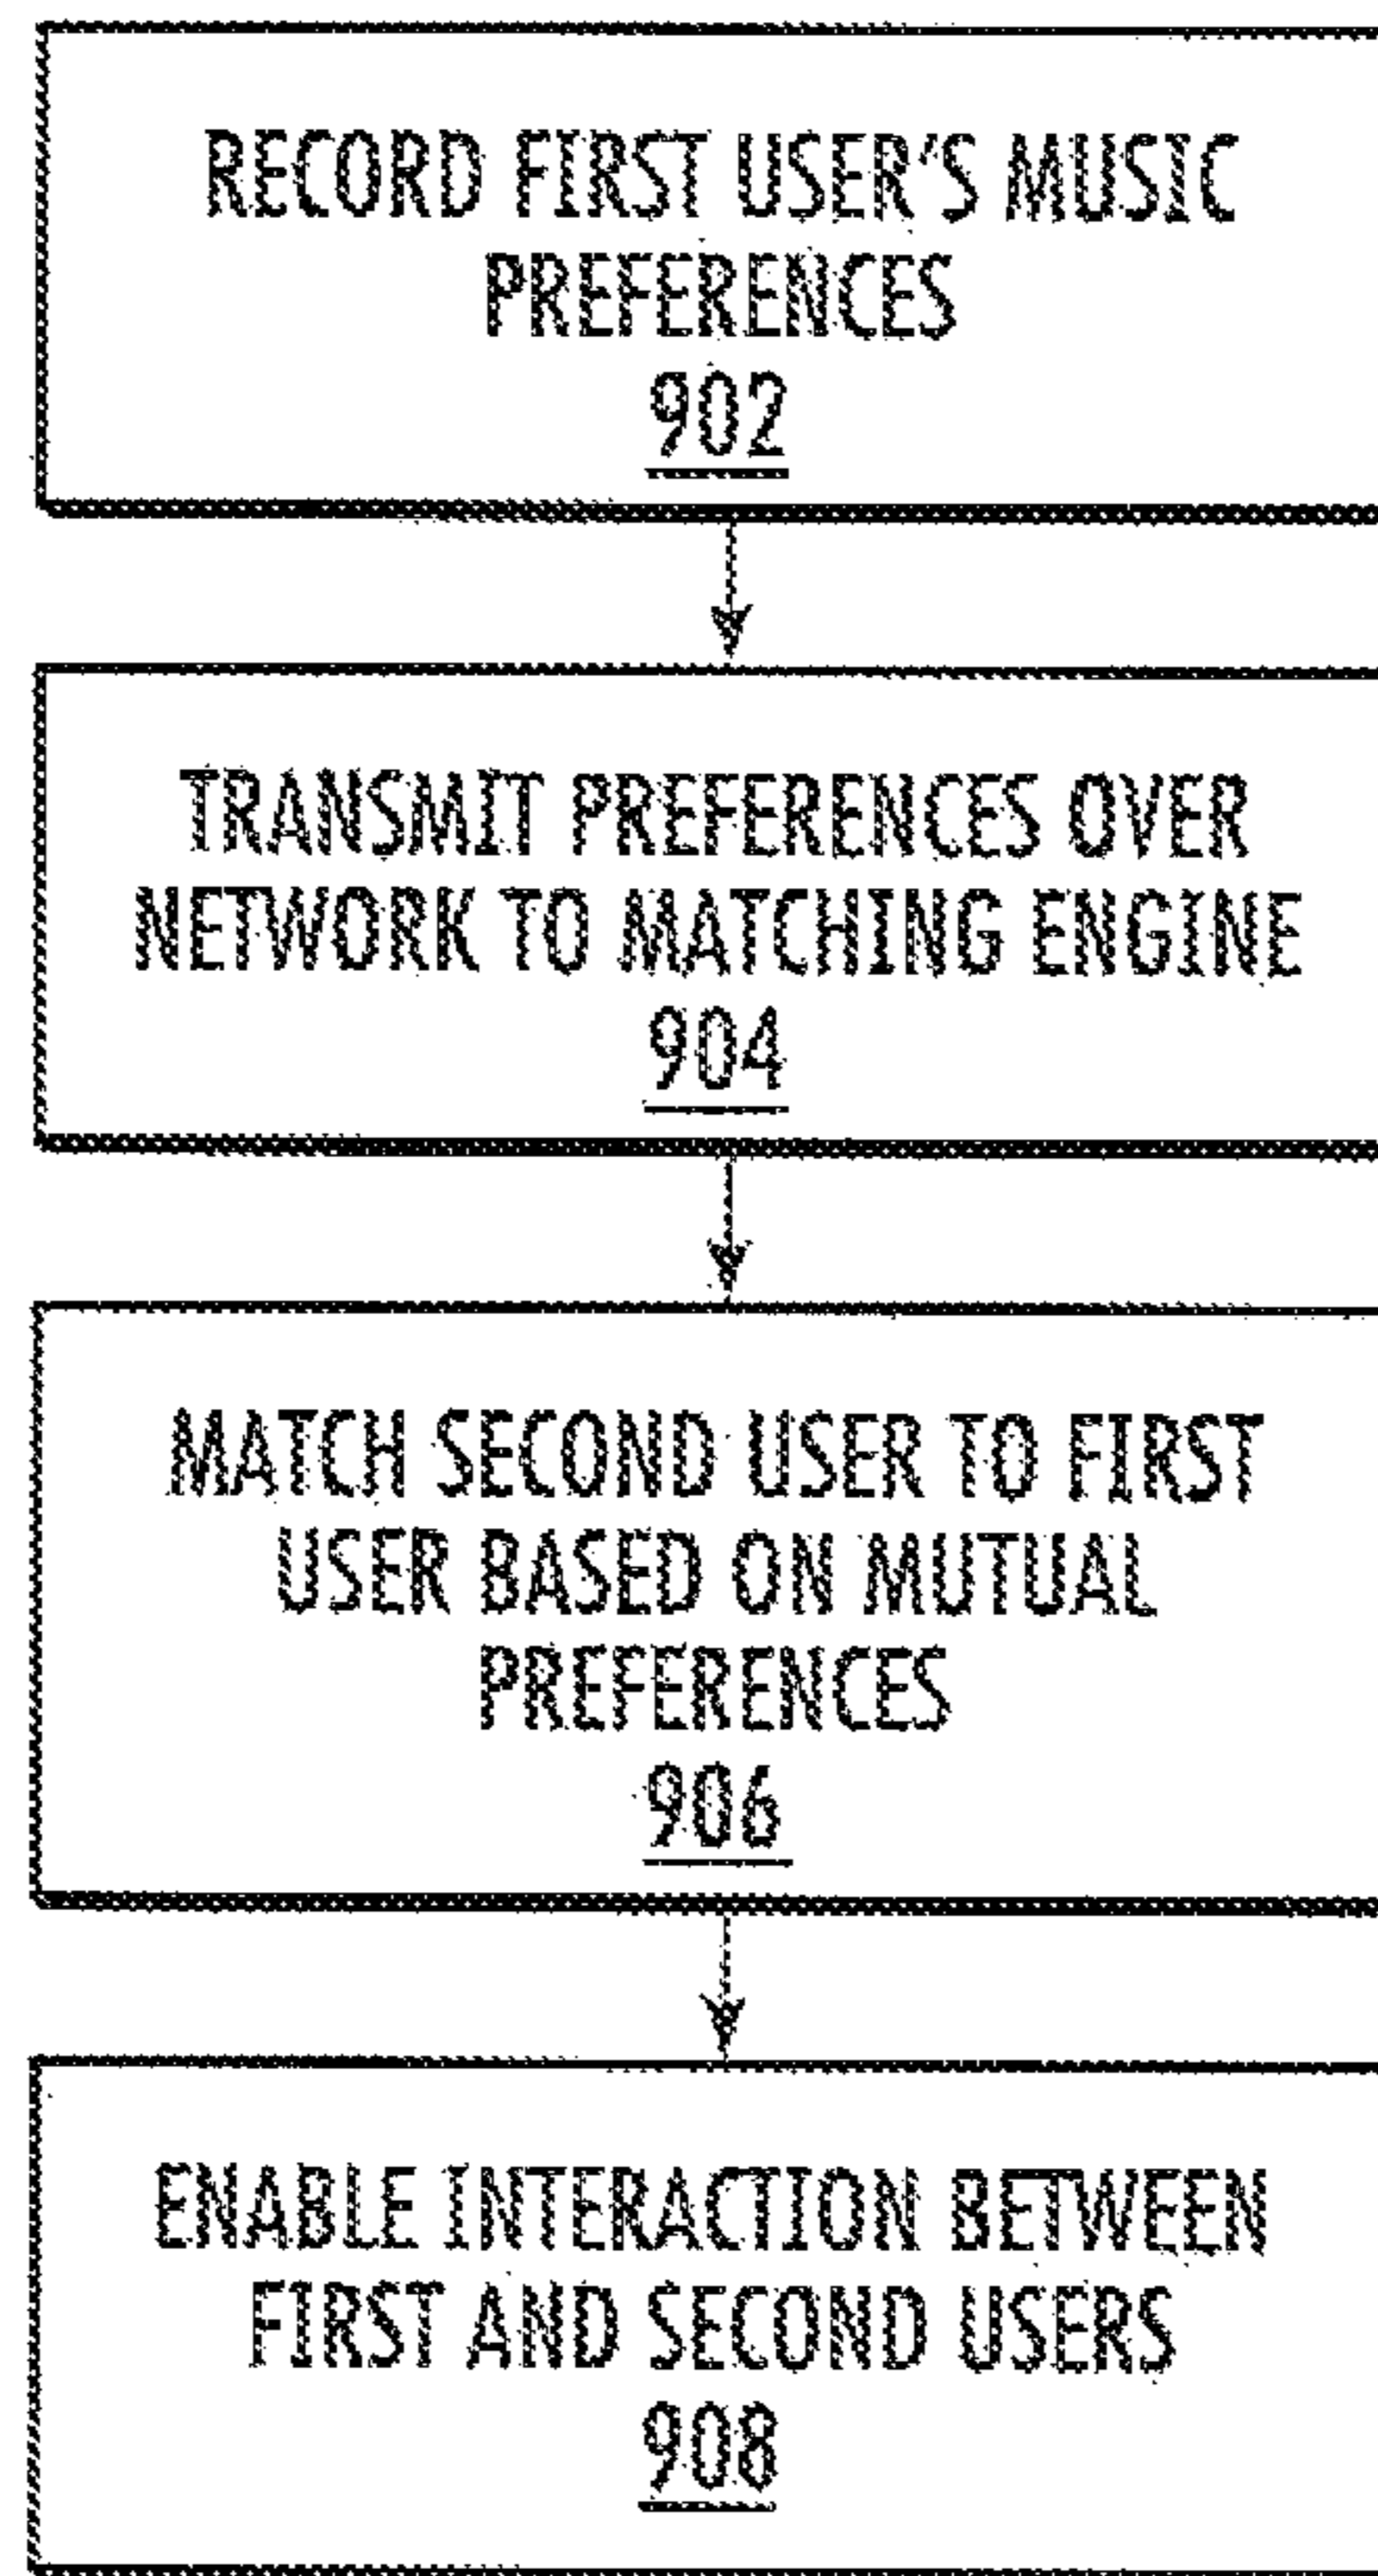 RECORD FIRST USER'S MUSIC
PREFERENCES
902
TRANSMIT PREFERENCES OVER
NETWORK TO MATCHING ENGINE
904
MATCH SECOND USER TO FIRST
USER BASED ON MUTUAL
PREFERENCES
906
ENABLE INTERACTION BETWEEN
FIRST AND SECOND USERS
908